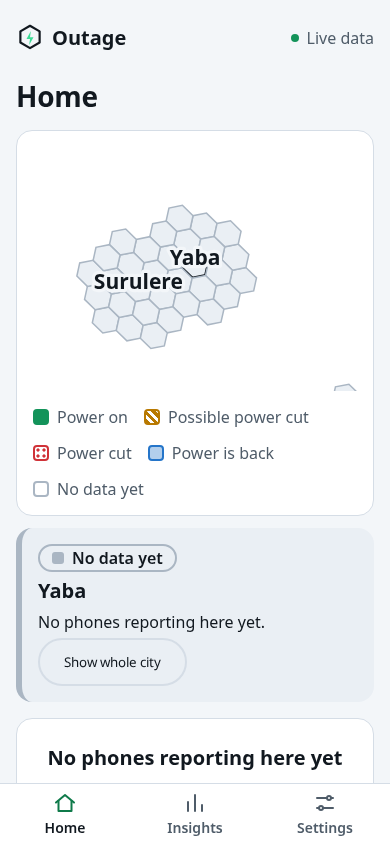 Outage
Live data
Home
Yaba
Surulere
Power on
Possible power cut
Power cut
Power is back
No data yet
No data yet
Yaba
No phones reporting here yet.
Show whole city
No phones reporting here yet
Home
Insights
Settings